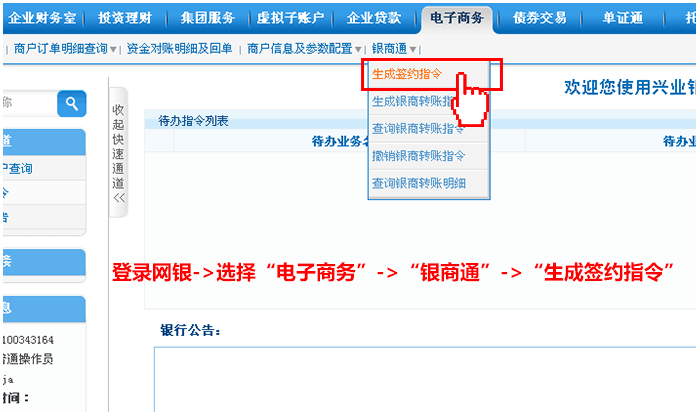 企业财务室 投资理财 集团服务 虚拟子账户 企业贷款 电子商务 债券交易 单证通
商户订单明细查询 资金对账明细及回单 商户信息及参数配置 银商通
生成签约指令
生成银商转账指
查询银商转账指令
撤销银商转账指令
查询银商转账明细
欢迎您使用兴业银
称
收起快速通道
待办指令列表
待办业务名
待办业
道
户查询
令
登录网银->选择“电子商务”->“银商通”->“生成签约指令”
息
银行公告：
100343164
普通操作员
ja
时间：